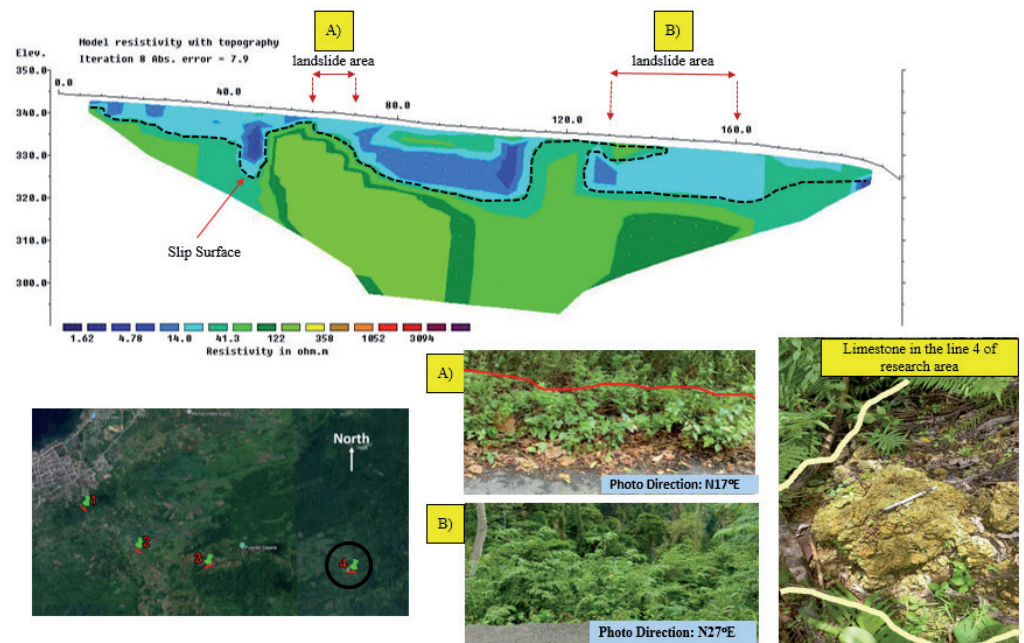 A)
B)
Model resistivity with topography
Iteration 8 Abs. error = 7.9
landslide area
landslide area
Elev.
350.0
340.0
330.0
320.0
310.0
300.0
0.0
40.0
80.0
120.0
160.0
Slip Surface
1.62 4.78 14.0 41.3 122 358 1052 3094
Resistivity in ohm.m
North
1
2
3
4
A)
Photo Direction: N17°E
B)
Photo Direction: N27°E
Limestone in the line 4 of
research area